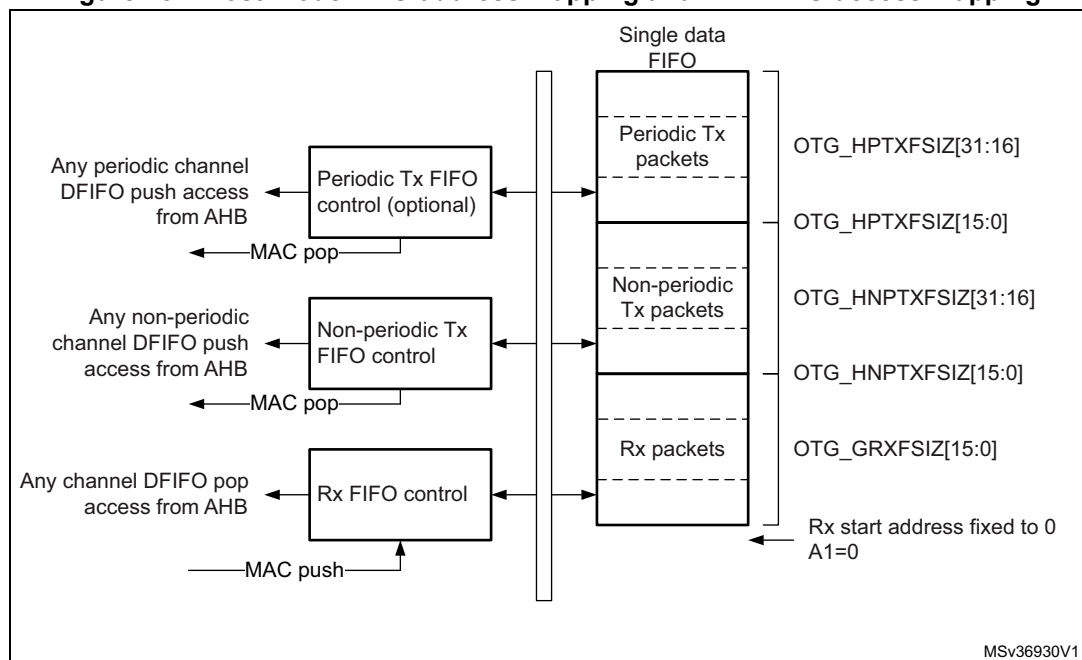 Single data
FIFO
Periodic Tx
packets
OTG_HPTXFSIZ[31:16]
Any periodic channel
DFIFO push access
from AHB
Periodic Tx FIFO
control (optional)
MAC pop
OTG_HPTXFSIZ[15:0]
Non-periodic
Tx packets
OTG_HNPTXFSIZ[31:16]
Any non-periodic
channel DFIFO push
access from AHB
Non-periodic Tx
FIFO control
MAC pop
OTG_HNPTXFSIZ[15:0]
Rx packets
OTG_GRXFSIZ[15:0]
Any channel DFIFO pop
access from AHB
Rx FIFO control
MAC push
Rx start address fixed to 0
A1=0
MSv36930V1